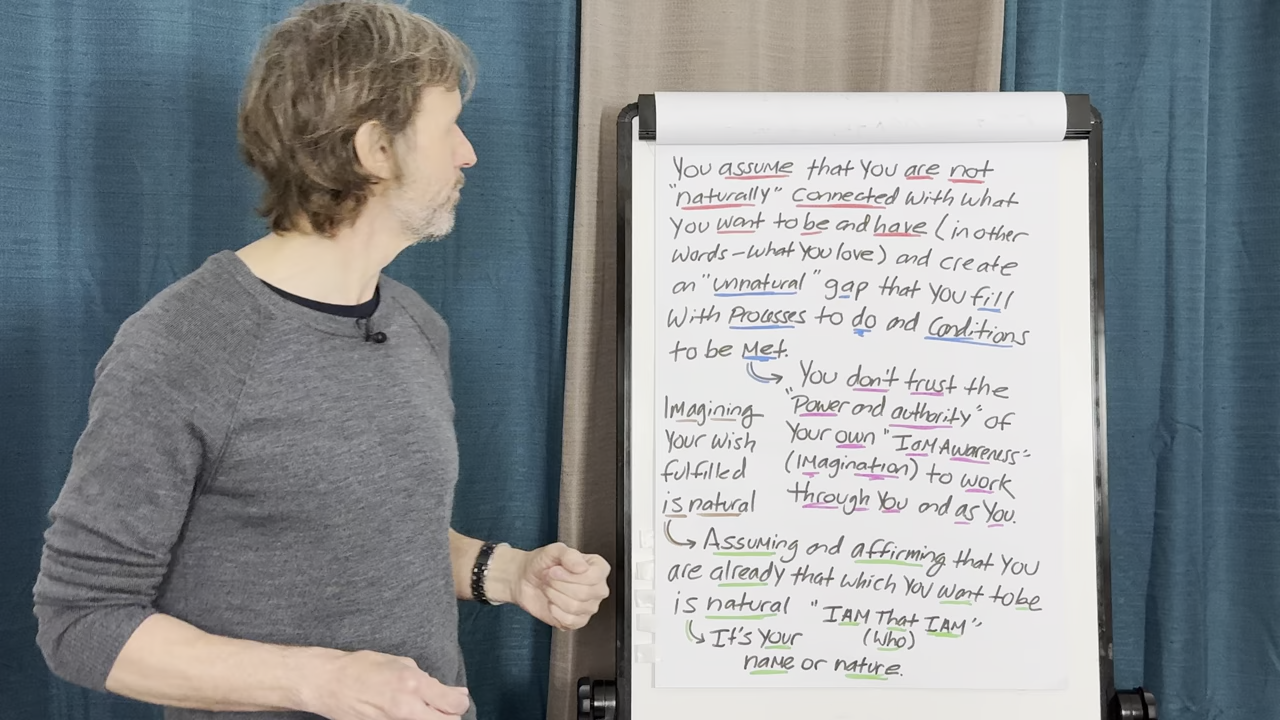 You assume that you are not
"naturally" connected with what
you want to be and have (in other
words - what you love) and create
an "unnatural" gap that you fill
with processes to do and conditions
to be met.
You don't trust the
"Power and authority" of
your own "I am Awareness"
(Imagination) to work
through you and as you.
Imagining
your wish
fulfilled
is natural
Assuming and affirming that you
are already that which you want to be
is natural
"I AM That I AM"
(Who)
It's your
name or nature.